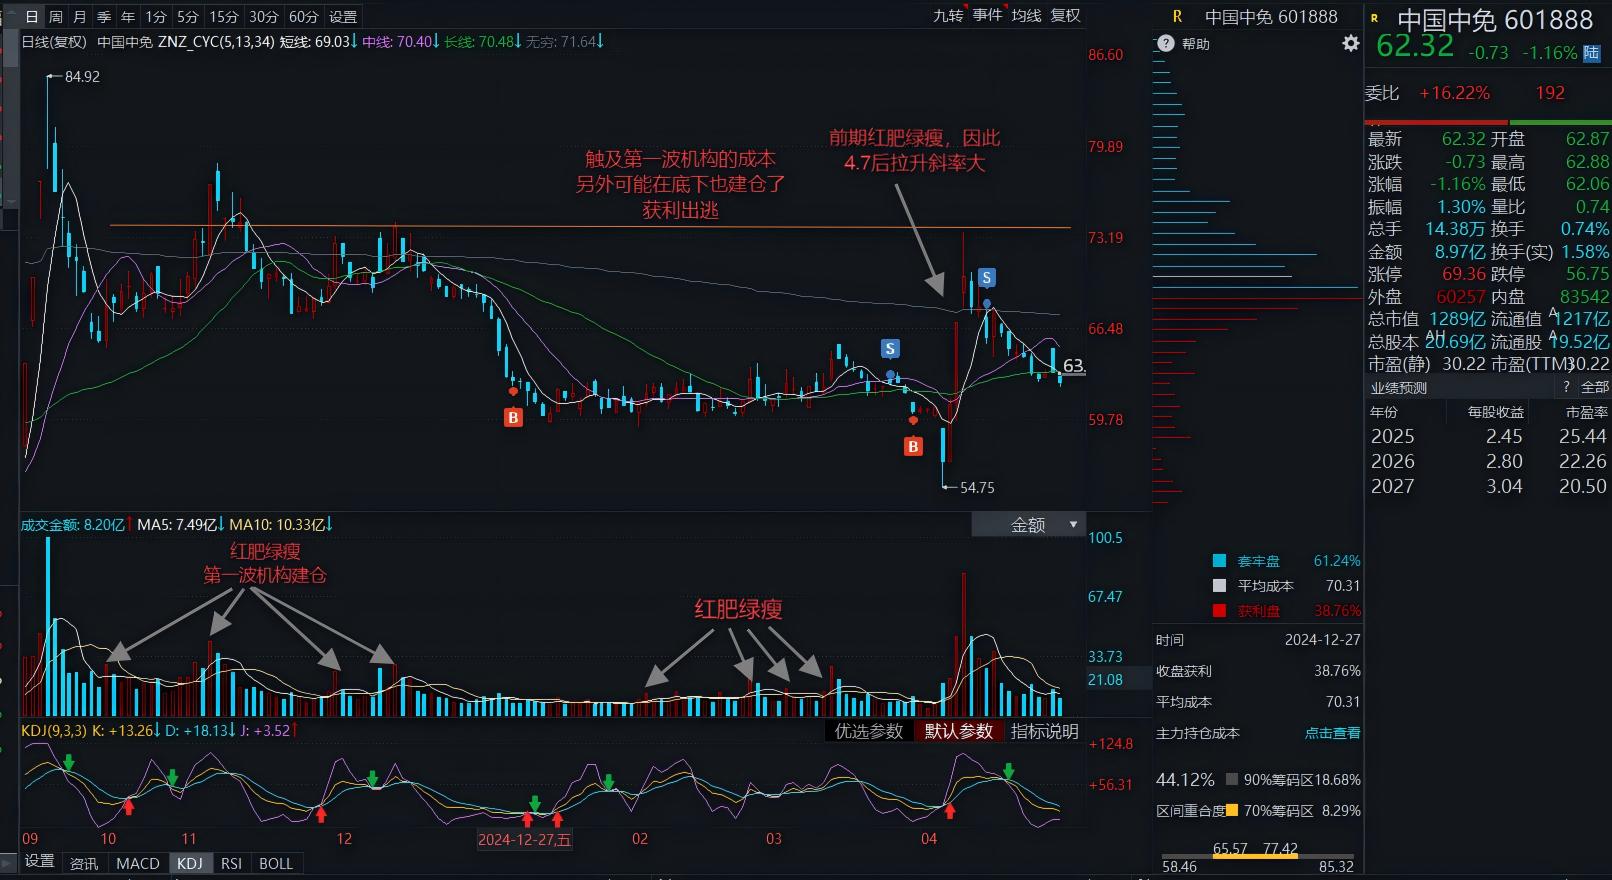 日 周 月 季 年 1分 5分 15分 30分 60分 设置
九转 事件 均线 复权
日线(复权) 中国中免 ZNZ_CYC(5,13,34) 短线: 69.03↓ 中线: 70.40↓ 长线: 70.48↓ 无穷: 71.64↓
84.92
触及第一波机构的成本
另外可能在底下也建仓了
获利出逃
前期红肥绿瘦，因此
4.7后拉升斜率大
S
S
B
B
63.
54.75
86.60
79.89
73.19
66.48
59.78
成交金额: 8.20亿↑ MA5: 7.49亿↓ MA10: 10.33亿↓
金额
红肥绿瘦
第一波机构建仓
红肥绿瘦
100.5
67.47
33.73
21.08
KDJ(9,3,3) K: +13.26↓ D: +18.13↓ J: +3.52↑
优选参数 默认参数 指标说明
+124.8
+56.31
09 10 11 12 2024-12-27,五 02 03 04
设置 资讯 MACD KDJ RSI BOLL
R 中国中免 601888
? 帮助
套牢盘 61.24%
平均成本 70.31
获利盘 38.76%
时间 2024-12-27
收盘获利 38.76%
平均成本 70.31
主力持仓成本 点击查看
44.12% 90%筹码区18.68%
区间重合度 70%筹码区 8.29%
65.57 77.42
58.46 85.32
R 中国中免 601888
62.32 -0.73 -1.16% 陆
委比 +16.22% 192
最新 62.32 开盘 62.87
涨跌 -0.73 最高 62.88
涨幅 -1.16% 最低 62.06
振幅 1.30% 量比 0.74
总手 14.38万 换手 0.74%
金额 8.97亿 换手(实) 1.58%
涨停 69.36 跌停 56.75
外盘 60257 内盘 83542
总市值 1289亿 流通值 A 1217亿
总股本 AH 20.69亿 流通股 A 19.52亿
市盈(静) 30.22 市盈(TTM) 30.22
业绩预测 ? 全部
年份 每股收益 市盈率
2025 2.45 25.44
2026 2.80 22.26
2027 3.04 20.50